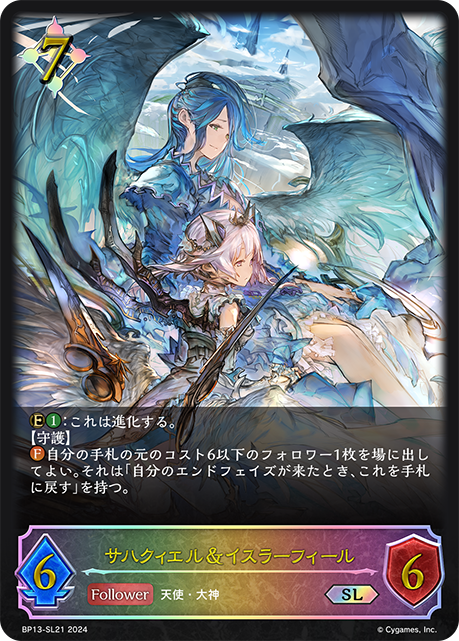 7
E 1:これは進化する。
【守護】
F 自分の手札の元のコスト6以下のフォロワー1枚を場に出し
てよい。それは「自分のエンドフェイズが来たとき、これを手札
に戻す」を持つ。
サハクィエル&イスラーフィール
6 Follower 天使・大神 SL 6
BP13-SL21 2024 © Cygames, Inc.